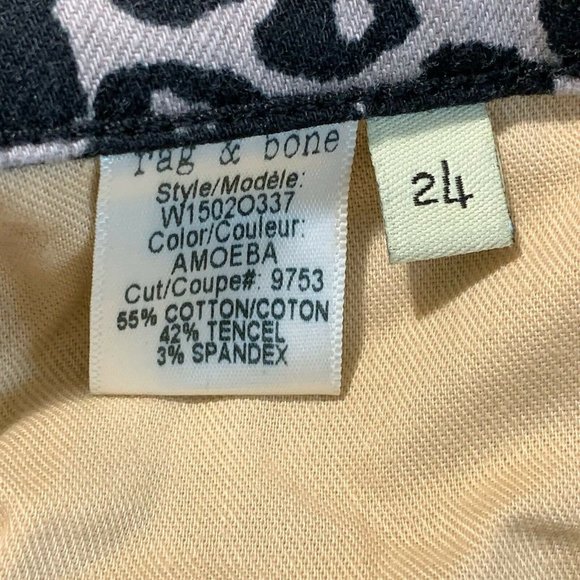 rag & bone
Style/Modèle:
W1502O337
Color/Couleur:
AMOEBA
Cut/Coupe#: 9753
55% COTTON/COTON
42% TENCEL
3% SPANDEX
24